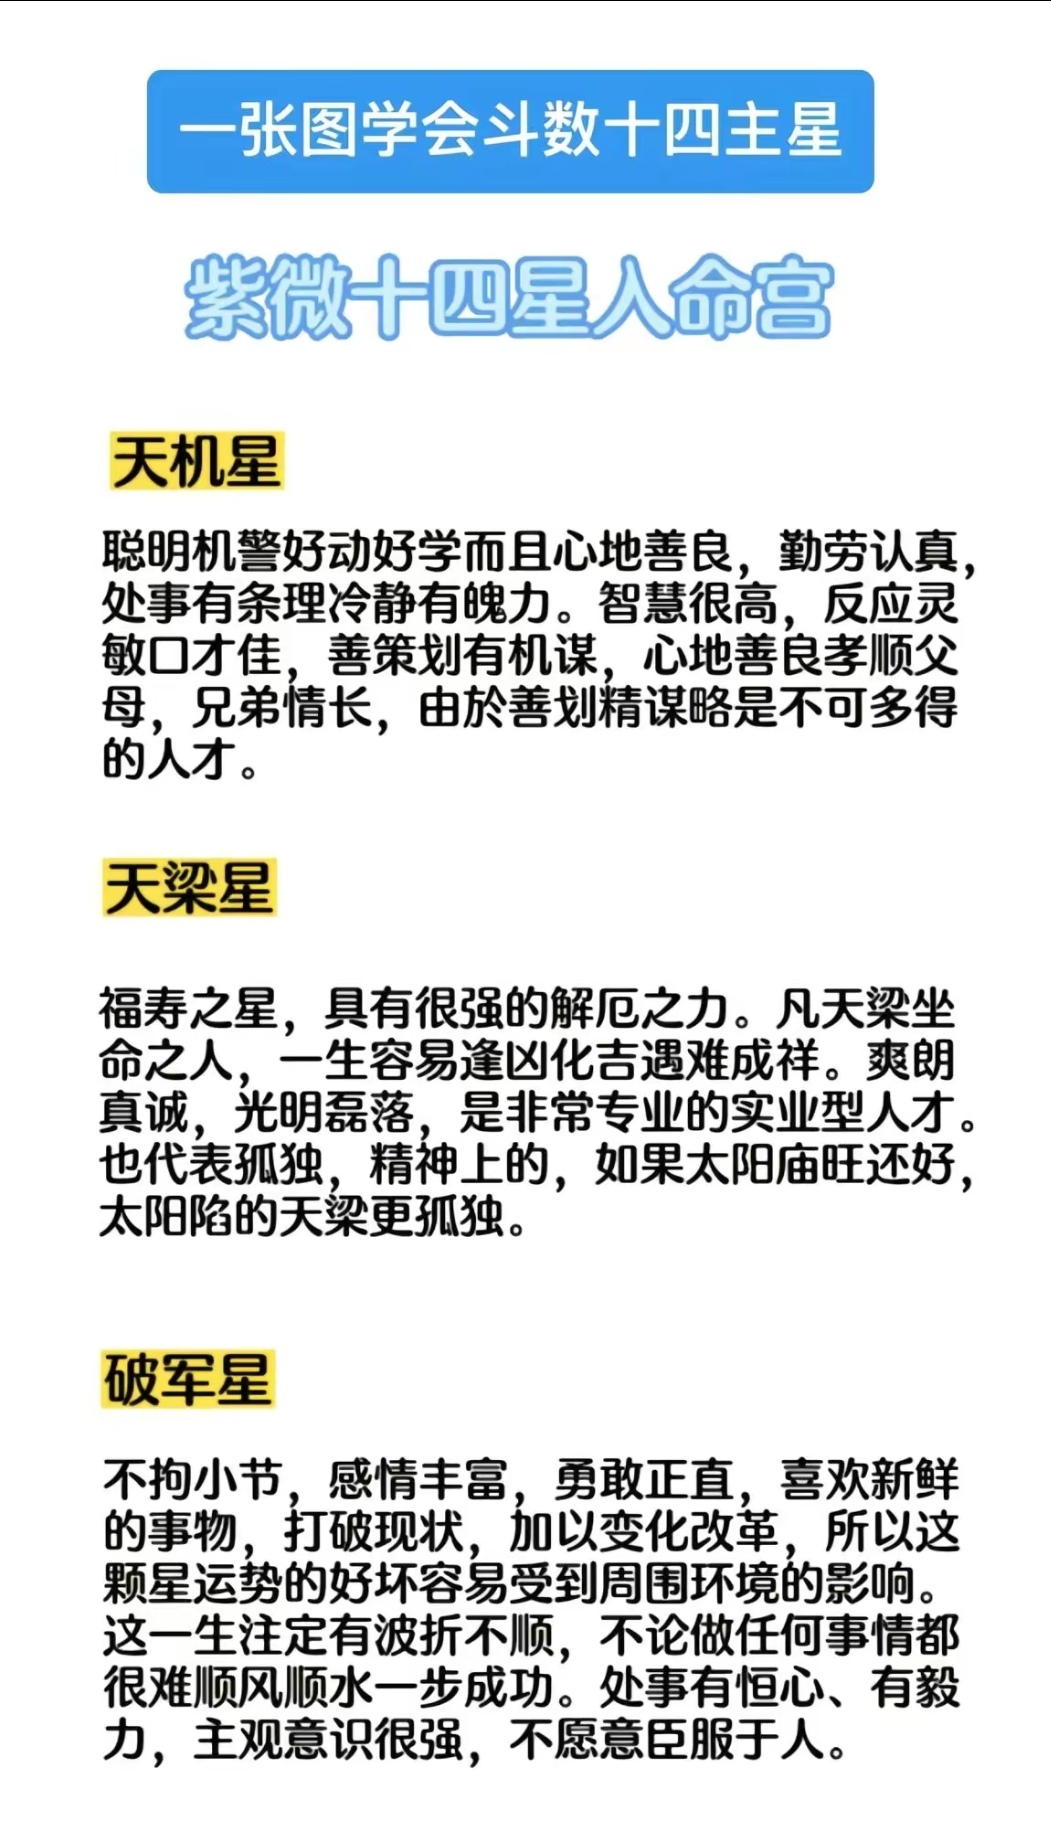 一张图学会斗数十四主星
紫微十四星入命宫
天机星
聪明机警好动好学而且心地善良，勤劳认真，
处事有条理冷静有魄力。智慧很高，反应灵
敏口才佳，善策划有机谋，心地善良孝顺父
母，兄弟情长，由於善划精谋略是不可多得
的人才。
天梁星
福寿之星，具有很强的解厄之力。凡天梁坐
命之人，一生容易逢凶化吉遇难成祥。爽朗
真诚，光明磊落，是非常专业的实业型人才。
也代表孤独，精神上的，如果太阳庙旺还好，
太阳陷的天梁更孤独。
破军星
不拘小节，感情丰富，勇敢正直，喜欢新鲜
的事物，打破现状，加以变化改革，所以这
颗星运势的好坏容易受到周围环境的影响。
这一生注定有波折不顺，不论做任何事情都
很难顺风顺水一步成功。处事有恒心、有毅
力，主观意识很强，不愿意臣服于人。